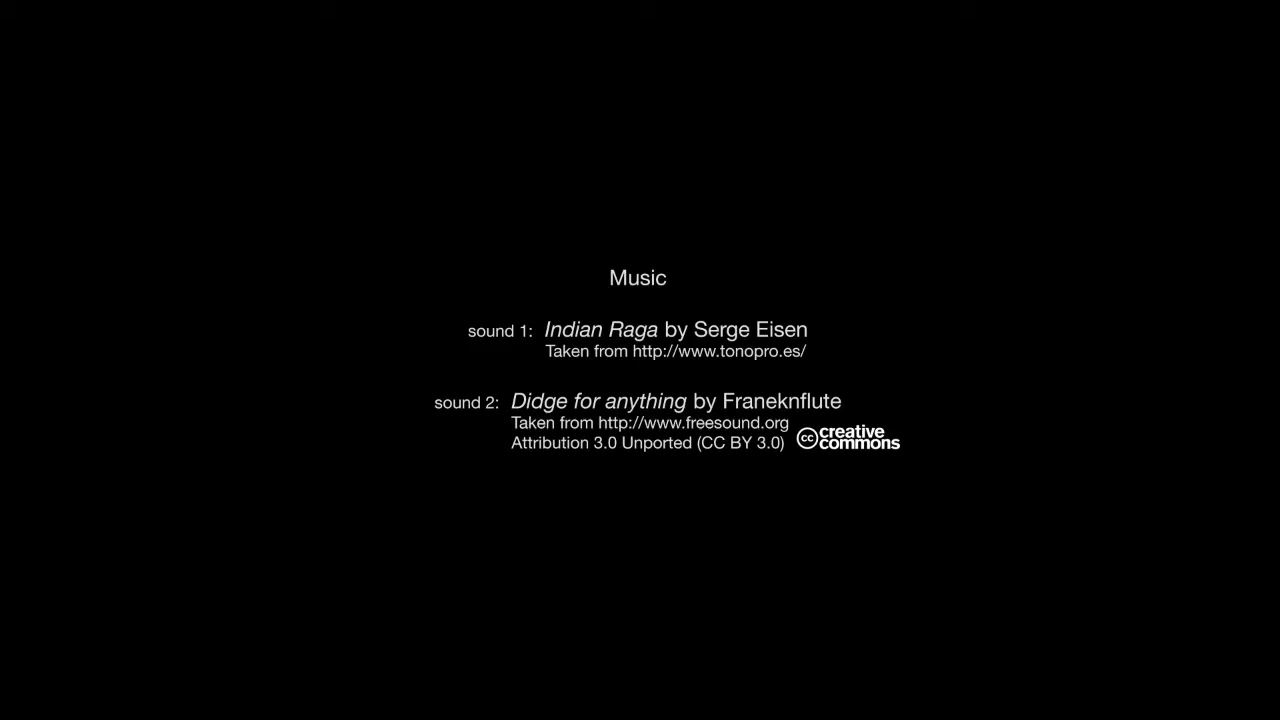 Music
sound 1: Indian Raga by Serge Eisen
Taken from http://www.tonopro.es/
sound 2: Didge for anything by Franeknflute
Taken from http://www.freesound.org
Attribution 3.0 Unported (CC BY 3.0)
cc creative
commons